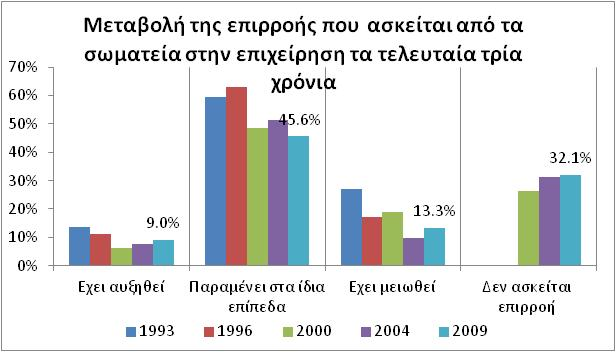 Μεταβολή της επιρροής που ασκείται από τα
σωματεία στην επιχείρηση τα τελευταία τρία
χρόνια
70%
60%
50%
40%
30%
20%
10%
0%
9.0%
45.6%
13.3%
32.1%
Εχει αυξηθεί
Παραμένει στα ίδια
επίπεδα
Εχει μειωθεί
Δεν ασκείται
επιρροή
1993
1996
2000
2004
2009